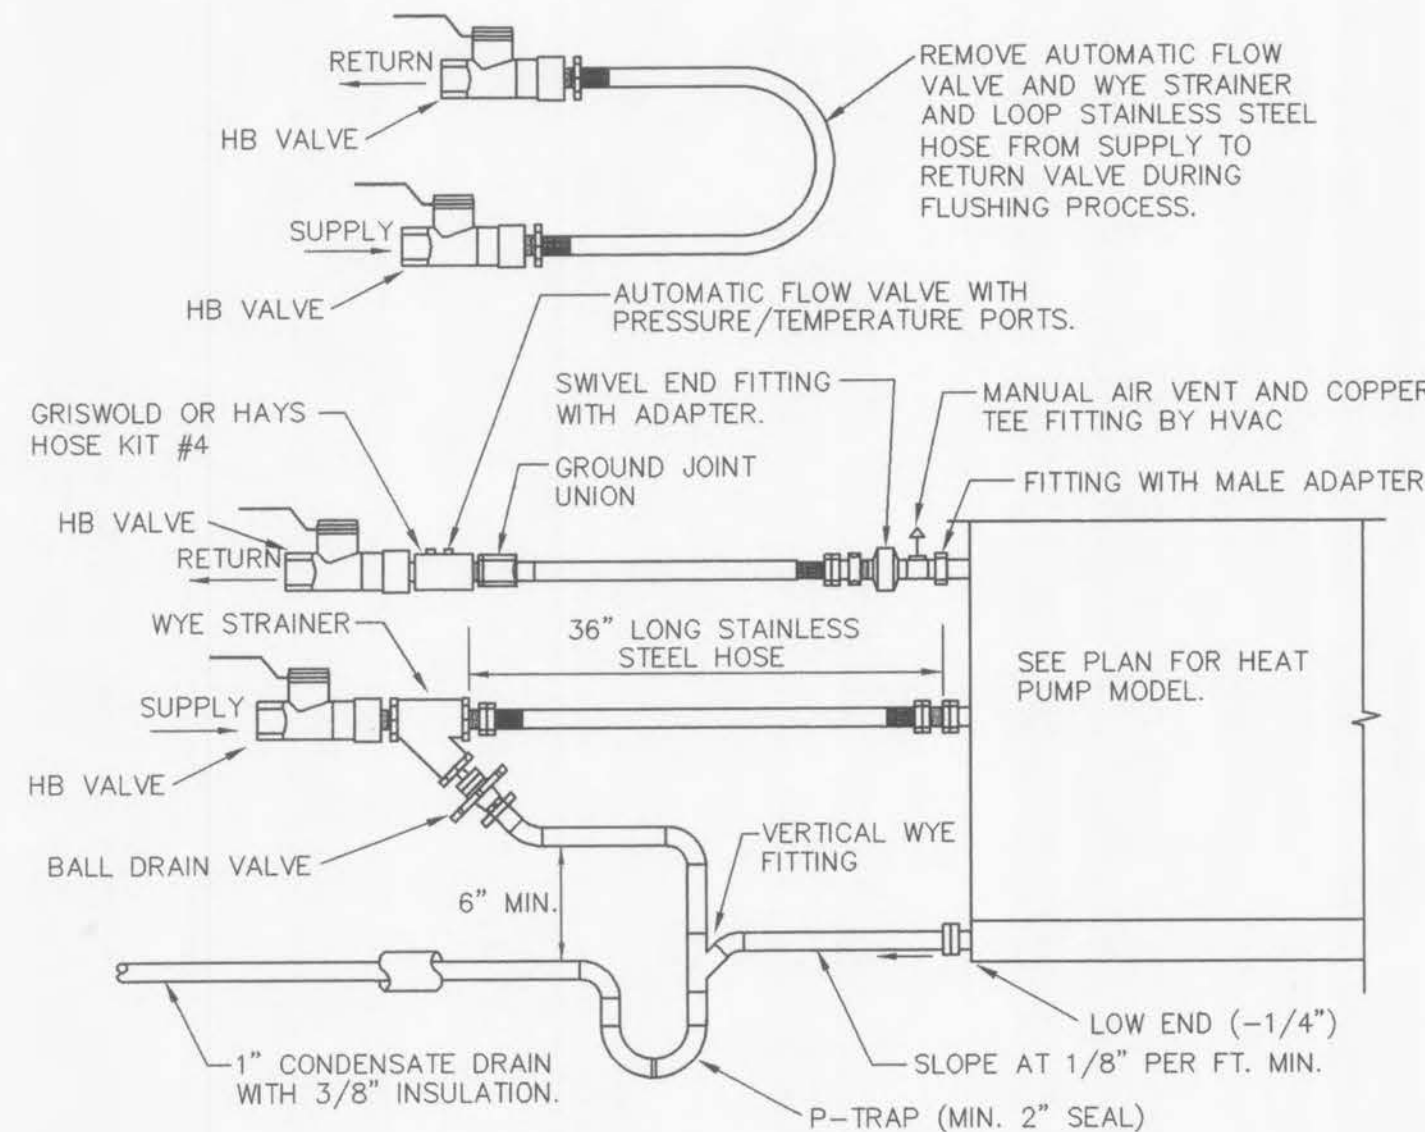 RETURN
HB VALVE
REMOVE AUTOMATIC FLOW
VALVE AND WYE STRAINER
AND LOOP STAINLESS STEEL
HOSE FROM SUPPLY TO
RETURN VALVE DURING
FLUSHING PROCESS.
SUPPLY
HB VALVE
AUTOMATIC FLOW VALVE WITH
PRESSURE/TEMPERATURE PORTS.
SWIVEL END FITTING
WITH ADAPTER.
MANUAL AIR VENT AND COPPER
TEE FITTING BY HVAC
GRISWOLD OR HAYS
HOSE KIT #4
GROUND JOINT
UNION
FITTING WITH MALE ADAPTER
HB VALVE
RETURN
WYE STRAINER
36" LONG STAINLESS
STEEL HOSE
SEE PLAN FOR HEAT
PUMP MODEL.
SUPPLY
HB VALVE
BALL DRAIN VALVE
VERTICAL WYE
FITTING
6" MIN.
LOW END (-1/4")
1" CONDENSATE DRAIN
WITH 3/8" INSULATION.
SLOPE AT 1/8" PER FT. MIN.
P-TRAP (MIN. 2" SEAL)